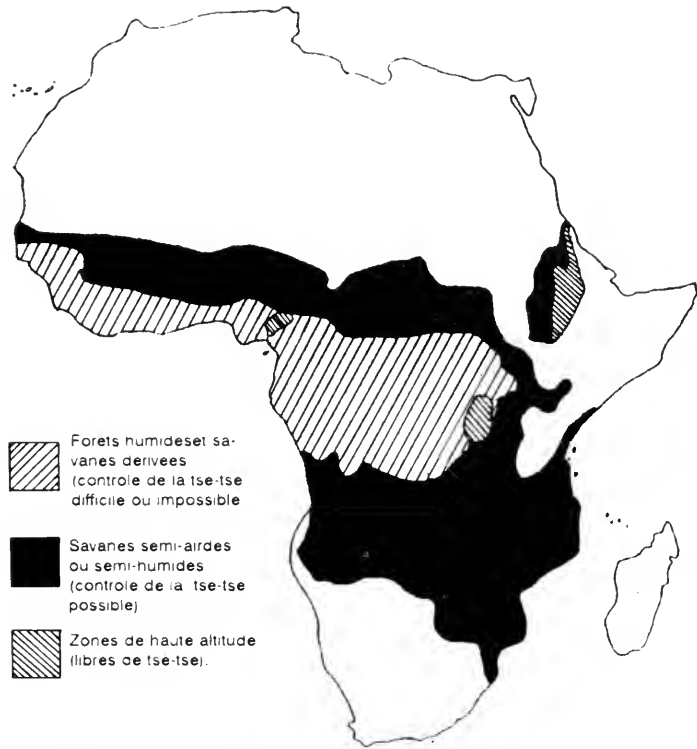 Forets humideset sa-
vanes derivees
(controle de la tse-tse
difficile ou impossible
Savanes semi-airdes
ou semi-humides
(controle de la tse-tse
possible)
Zones de haute altitude
(libres de tse-tse).